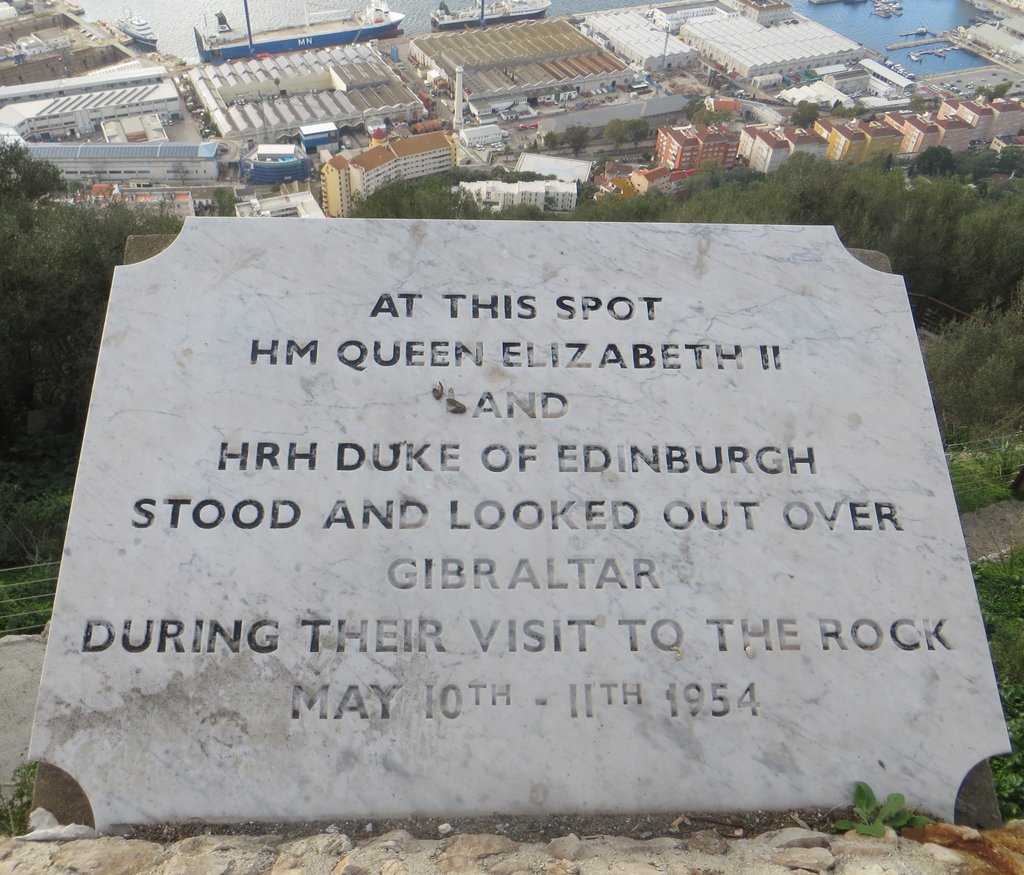 MN
AT THIS SPOT
HM QUEEN ELIZABETH II
AND
HRH DUKE OF EDINBURGH
STOOD AND LOOKED OUT OVER
GIBRALTAR
DURING THEIR VISIT TO THE ROCK
MAY 10TH - 11TH 1954